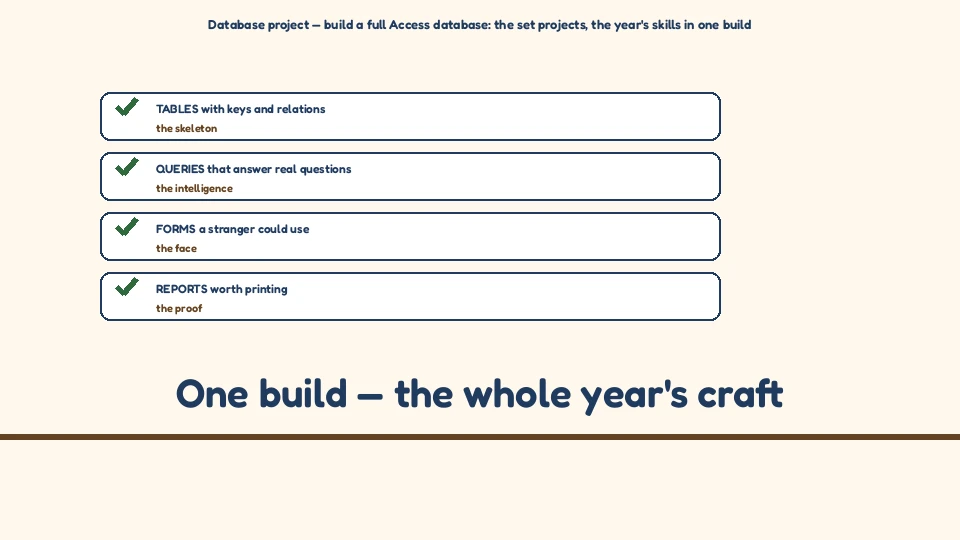 Database project — build a full Access database: the set projects, the year's skills in one build
TABLES with keys and relations
the skeleton
QUERIES that answer real questions
the intelligence
FORMS a stranger could use
the face
REPORTS worth printing
the proof
One build — the whole year's craft